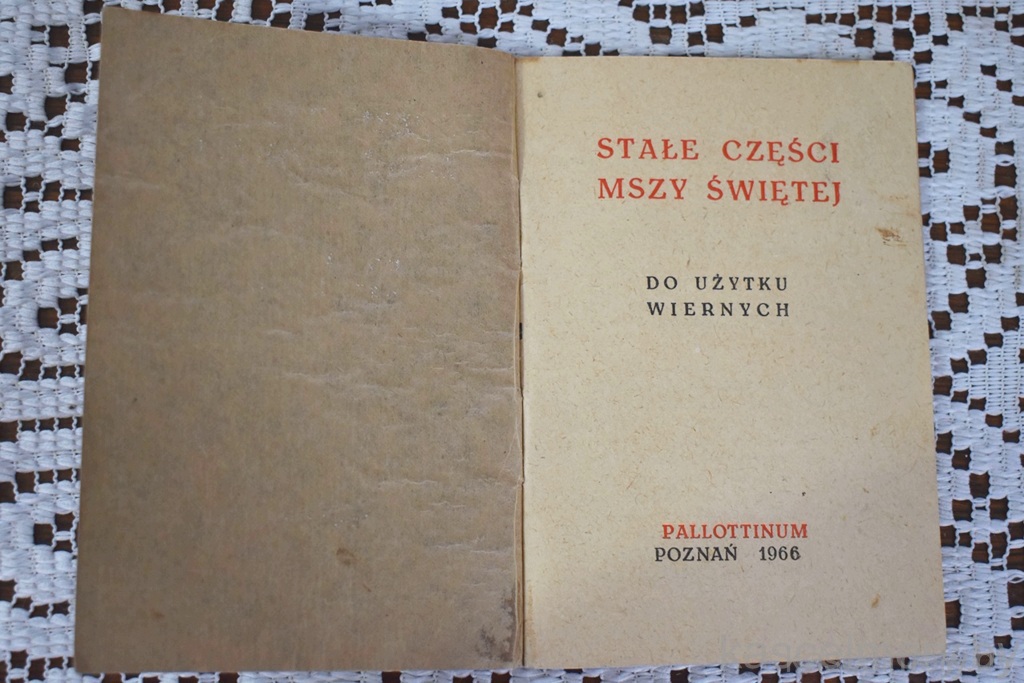 STAŁE CZĘŚCI
MSZY ŚWIĘTEJ
DO UŻYTKU
WIERNYCH
PALLOTTINUM
POZNAŃ 1966